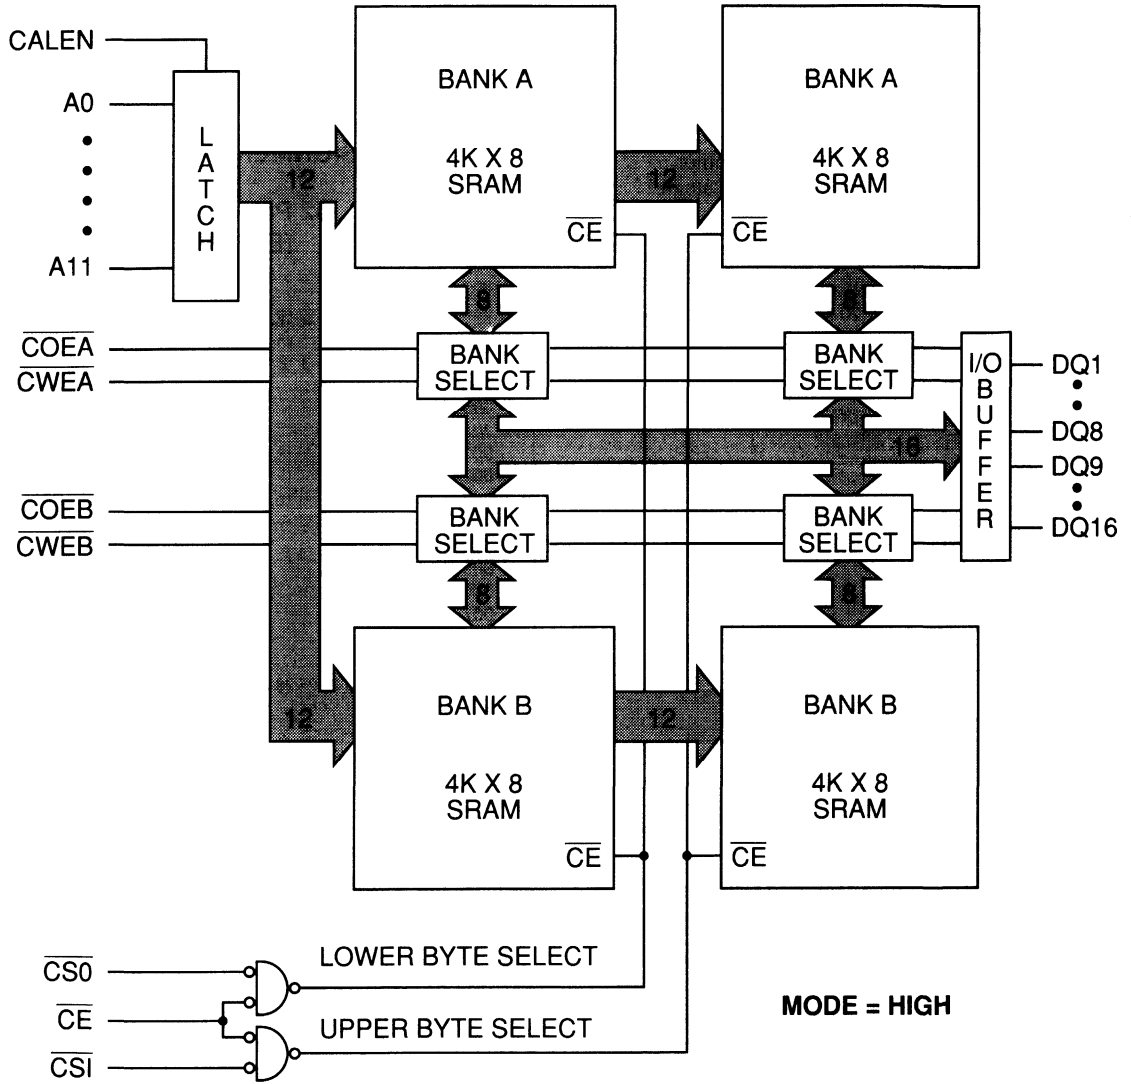 CALEN
A0
A11
LATCH
12
BANK A
4K X 8
SRAM
CE
12
BANK A
4K X 8
SRAM
CE
8
8
COEA
CWEA
BANK
SELECT
BANK
SELECT
I/O
BUFFER
DQ1
DQ8
DQ9
DQ16
16
COEB
CWEB
BANK
SELECT
BANK
SELECT
8
8
12
BANK B
4K X 8
SRAM
CE
12
BANK B
4K X 8
SRAM
CE
CS0
CE
CSI
LOWER BYTE SELECT
UPPER BYTE SELECT
MODE = HIGH